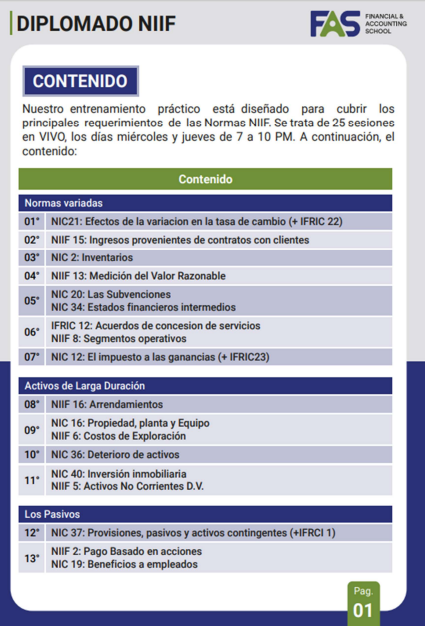 DIPLOMADO NIIF
FAS
FINANCIAL &
ACCOUNTING
SCHOOL
CONTENIDO
Nuestro entrenamiento práctico está diseñado para cubrir los
principales requerimientos de las Normas NIIF. Se trata de 25 sesiones
en VIVO, los días miércoles y jueves de 7 a 10 PM. A continuación, el
contenido:
Contenido
Normas variadas
01° NIC21: Efectos de la variacion en la tasa de cambio (+ IFRIC 22)
02° NIIF 15: Ingresos provenientes de contratos con clientes
03° NIC 2: Inventarios
04° NIIF 13: Medición del Valor Razonable
05° NIC 20: Las Subvenciones
NIC 34: Estados financieros intermedios
06° IFRIC 12: Acuerdos de concesion de servicios
NIIF 8: Segmentos operativos
07° NIC 12: El impuesto a las ganancias (+ IFRIC23)
Activos de Larga Duración
08° NIIF 16: Arrendamientos
09° NIC 16: Propiedad, planta y Equipo
NIIF 6: Costos de Exploración
10° NIC 36: Deterioro de activos
11° NIC 40: Inversión inmobiliaria
NIIF 5: Activos No Corrientes D.V.
Los Pasivos
12° NIC 37: Provisiones, pasivos y activos contingentes (+IFRCI 1)
13° NIIF 2: Pago Basado en acciones
NIC 19: Beneficios a empleados
Pag.
01